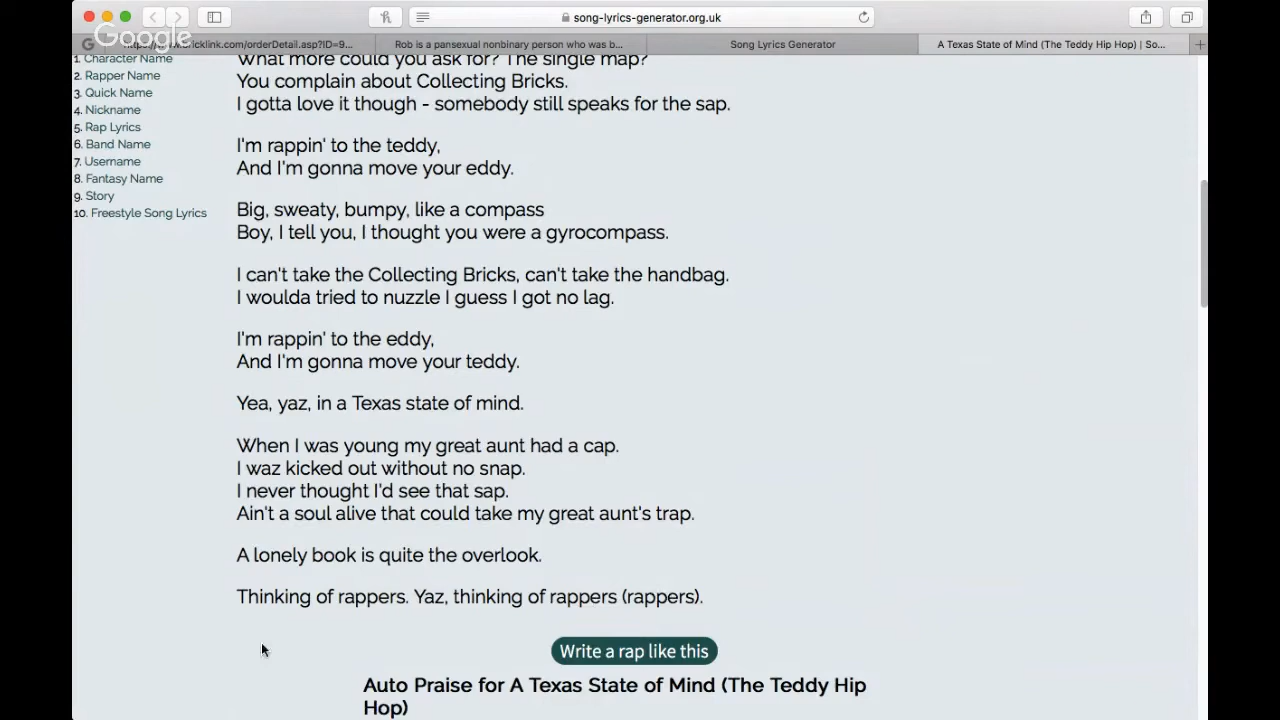 song-lyrics-generator.org.uk
Google
https://www.bricklink.com/orderDetail.asp?ID=9...
Rob is a pansexual nonbinary person who was b...
Song Lyrics Generator
A Texas State of Mind (The Teddy Hip Hop) | So...
1. Character Name
2. Rapper Name
3. Quick Name
4. Nickname
5. Rap Lyrics
6. Band Name
7. Username
8. Fantasy Name
9. Story
10. Freestyle Song Lyrics
What more could you ask for? The single map?
You complain about Collecting Bricks.
I gotta love it though - somebody still speaks for the sap.
I'm rappin' to the teddy,
And I'm gonna move your eddy.
Big, sweaty, bumpy, like a compass
Boy, I tell you, I thought you were a gyrocompass.
I can't take the Collecting Bricks, can't take the handbag.
I woulda tried to nuzzle I guess I got no lag.
I'm rappin' to the eddy,
And I'm gonna move your teddy.
Yea, yaz, in a Texas state of mind.
When I was young my great aunt had a cap.
I waz kicked out without no snap.
I never thought I'd see that sap.
Ain't a soul alive that could take my great aunt's trap.
A lonely book is quite the overlook.
Thinking of rappers. Yaz, thinking of rappers (rappers).
Write a rap like this
Auto Praise for A Texas State of Mind (The Teddy Hip
Hop)